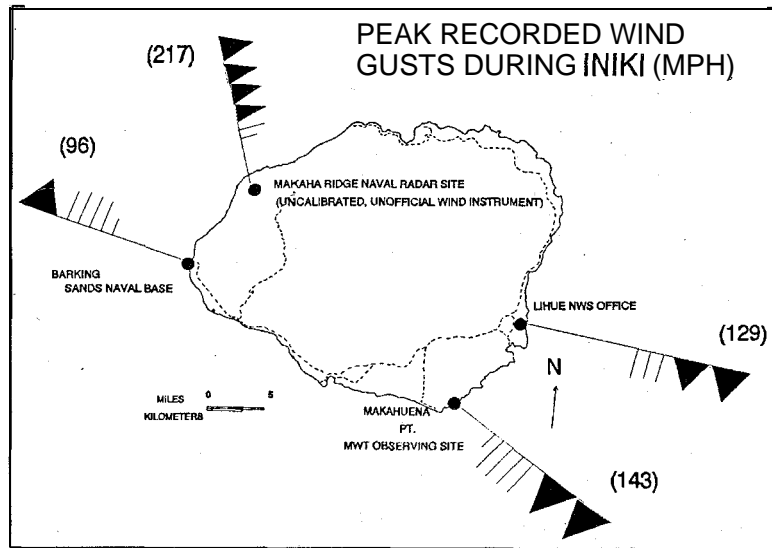 PEAK RECORDED WIND
GUSTS DURING INIKI (MPH)
(217)
(96)
MAKAHA RIDGE NAVAL RADAR SITE
(UNCALIBRATED, UNOFFICIAL WIND INSTRUMENT)
BARKING
SANDS NAVAL BASE
LIHUE NWS OFFICE
(129)
N
MILES 0 5
KILOMETERS
MAKAHUENA
PT.
MWT OBSERVING SITE
(143)